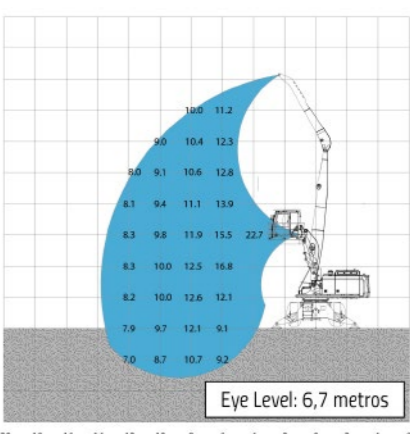 10.0 11.2
9.0 10.4 12.3
8.0 9.1 10.6 12.8
8.1 9.4 11.1 13.9
8.3 9.8 11.9 15.5 22.7
8.3 10.0 12.5 16.8
8.2 10.0 12.6 12.1
7.9 9.7 12.1 9.1
7.0 8.7 10.7 9.2
Eye Level: 6,7 metros